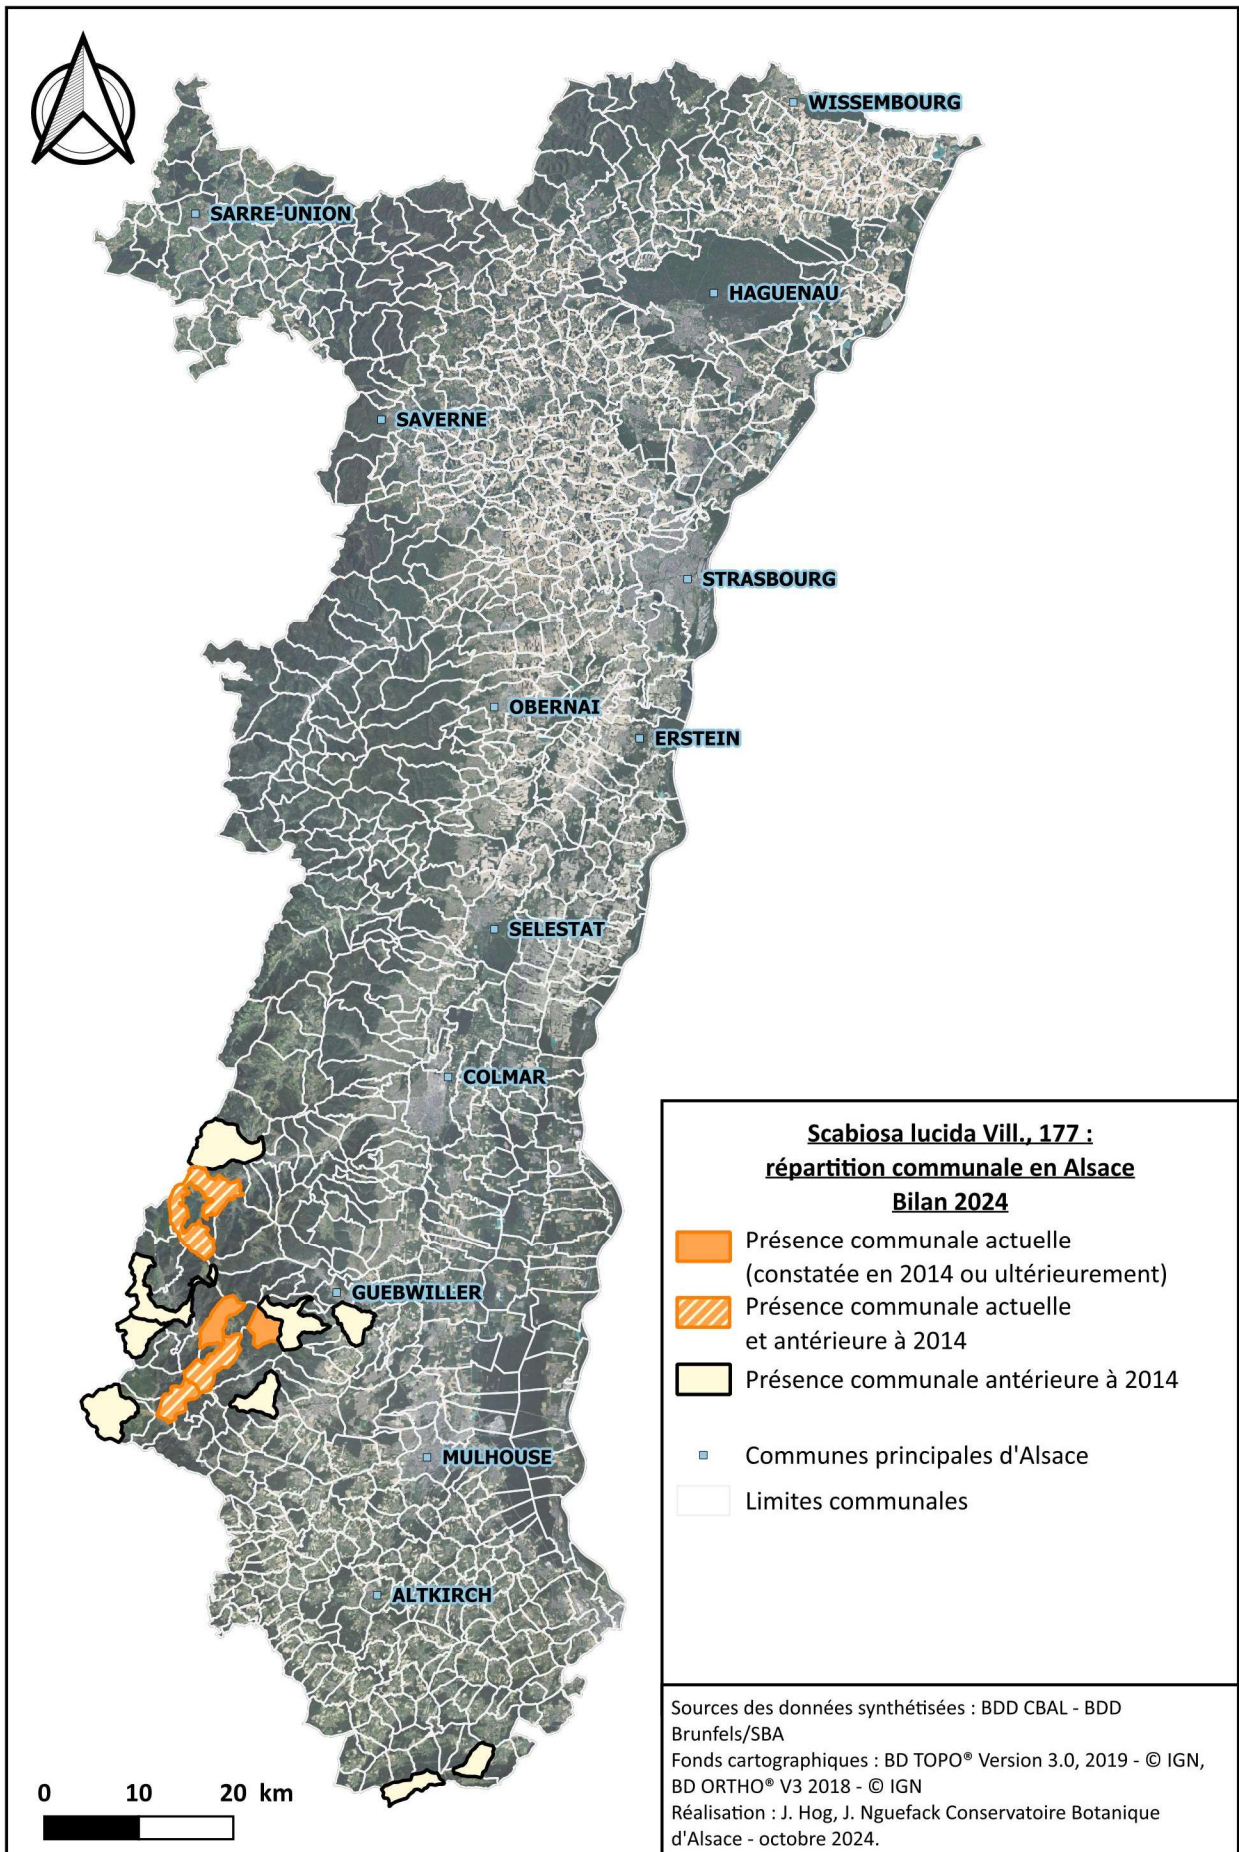 WISSEMBOURG
SARRE-UNION
HAGUENAU
SAVERNE
STRASBOURG
OBERNAI
ERSTEIN
SELESTAT
COLMAR
GUEBWILLER
MULHOUSE
ALTKIRCH
0 10 20 km
Scabiosa lucida Vill., 177 :
répartition communale en Alsace
Bilan 2024
Présence communale actuelle
(constatée en 2014 ou ultérieurement)
Présence communale actuelle
et antérieure à 2014
Présence communale antérieure à 2014
Communes principales d'Alsace
Limites communales
Sources des données synthétisées : BDD CBAL - BDD
Brunfels/SBA
Fonds cartographiques : BD TOPO® Version 3.0, 2019 - © IGN,
BD ORTHO® V3 2018 - © IGN
Réalisation : J. Hog, J. Nguefack Conservatoire Botanique
d'Alsace - octobre 2024.